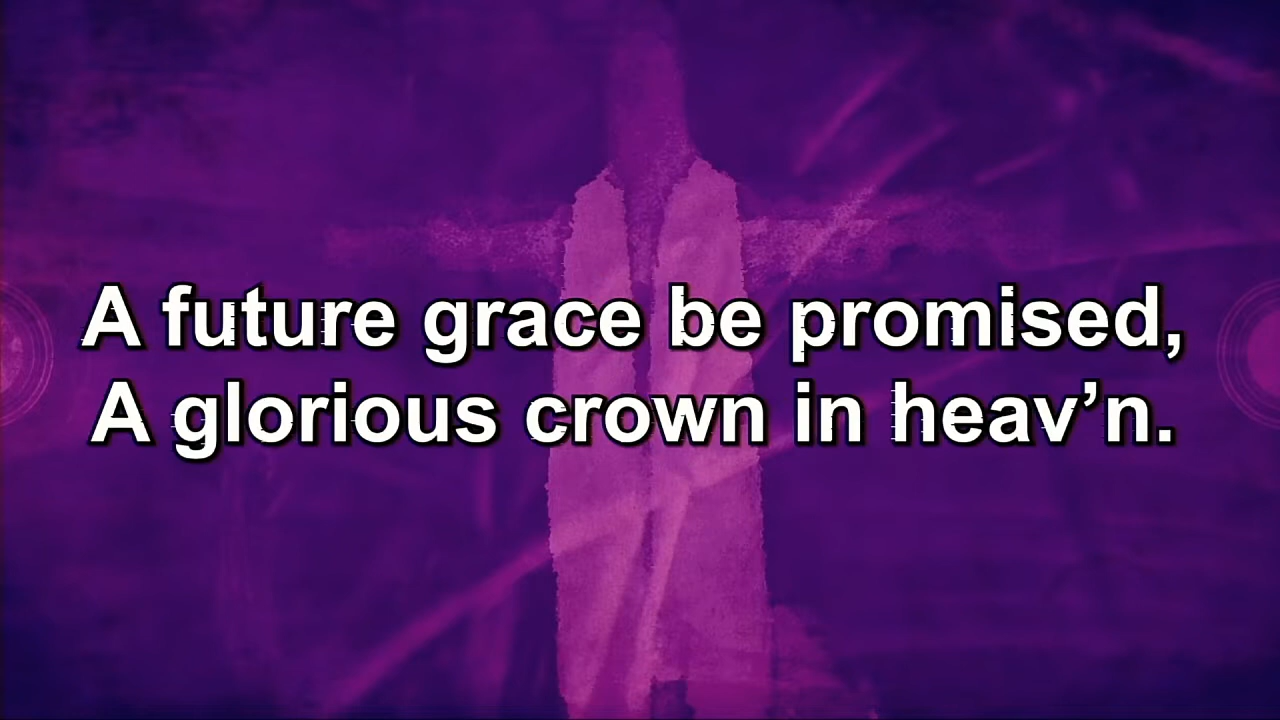 A future grace be promised,
A glorious crown in heav’n.